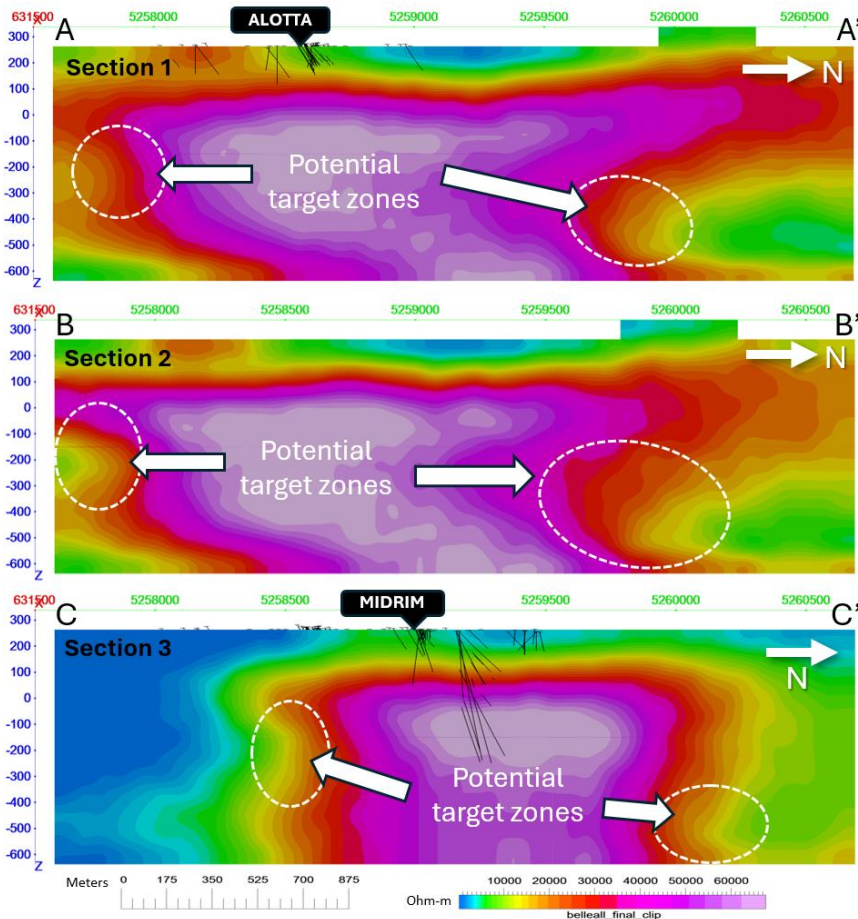 631500 5258000 5259000 5259500 5260000 5260500
X
A ALOTTA A'
Section 1
N
300
200
100
0
-100
-200
-300
-400
-500
-600
Z
Potential
target zones
631500 5258000 5258500 5259000 5259500 5260000 5260500
X
B B'
Section 2
N
300
200
100
0
-100
-200
-300
-400
-500
-600
Z
Potential
target zones
631500 5258000 5258500 5259500 5260000 5260500
X
C MIDRIM C'
Section 3
N
300
200
100
0
-100
-200
-300
-400
-500
-600
Z
Potential
target zones
Meters 0 175 350 525 700 875
Ohm-m 10000 20000 30000 40000 50000 60000
belleall_final_clip